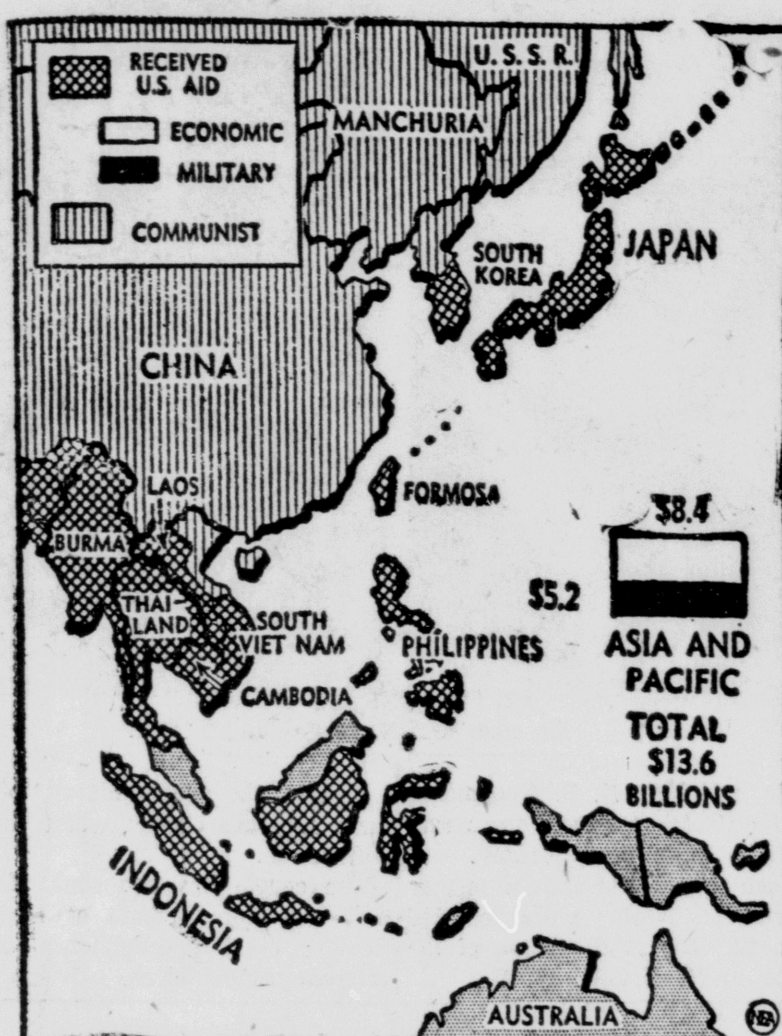 RECEIVED
U.S. AID
ECONOMIC
MILITARY
COMMUNIST
U.S.S.R.
MANCHURIA
SOUTH
KOREA
JAPAN
CHINA
LAOS
FORMOSA
BURMA
THAI-
LAND
SOUTH
VIET NAM
CAMBODIA
PHILIPPINES
$8.4
$5.2
ASIA AND
PACIFIC
TOTAL
$13.6
BILLIONS
INDONESIA
AUSTRALIA
NEA